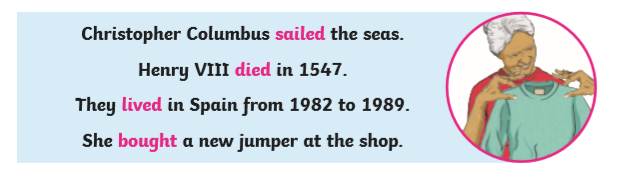 Christopher Columbus sailed the seas.
Henry VIII died in 1547.
They lived in Spain from 1982 to 1989.
She bought a new jumper at the shop.